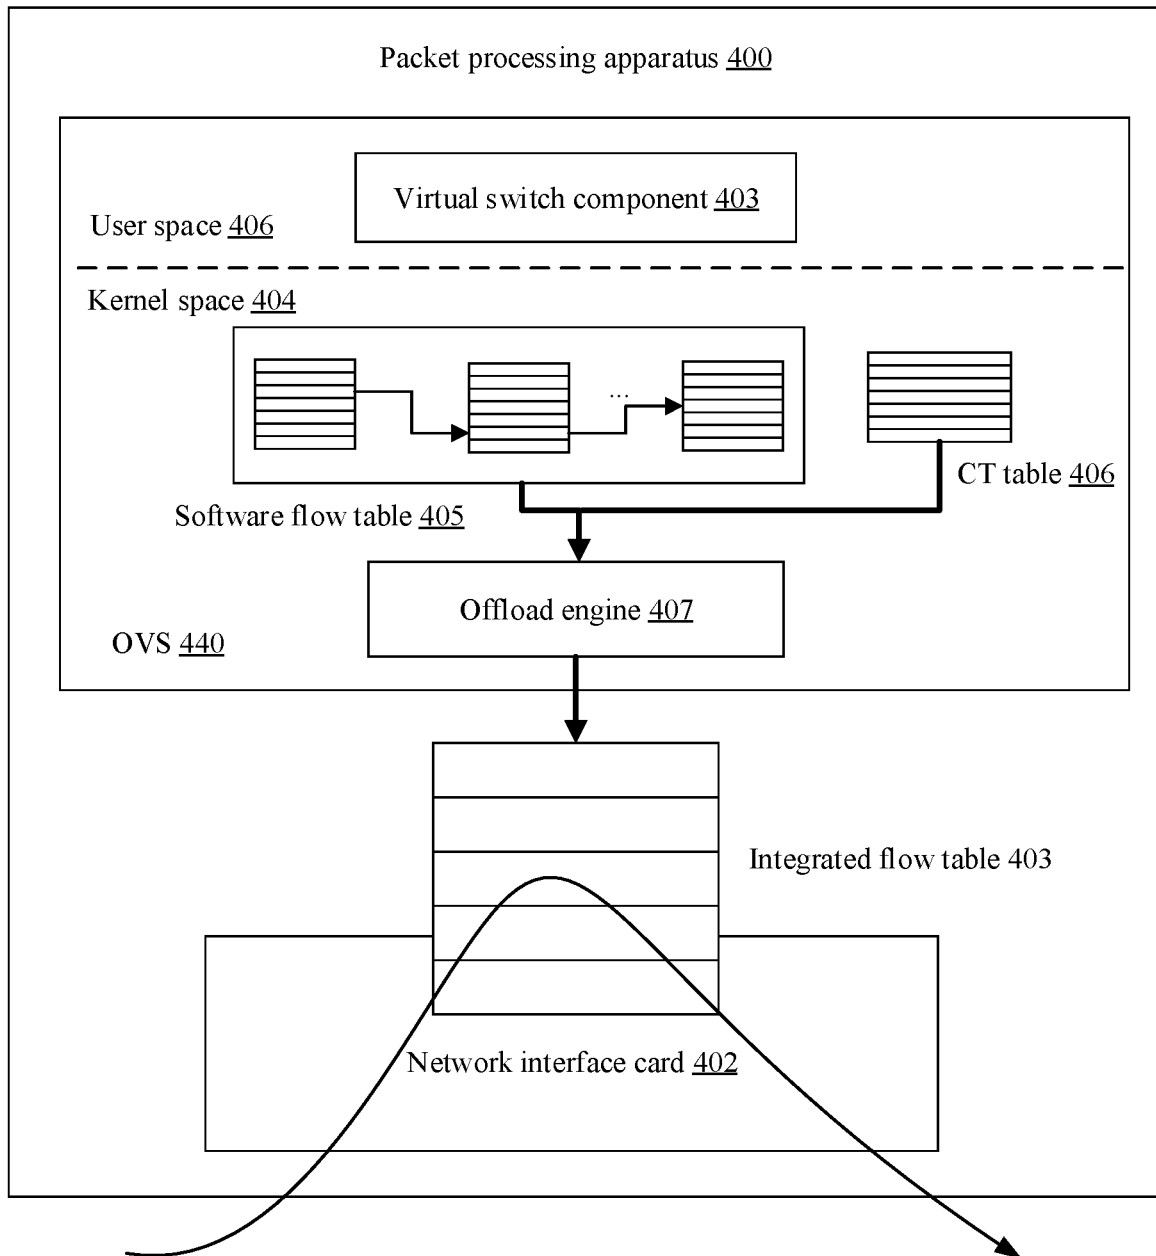 Packet processing apparatus 400
Virtual switch component 403
User space 406
Kernel space 404
...
CT table 406
Software flow table 405
Offload engine 407
OVS 440
Integrated flow table 403
Network interface card 402